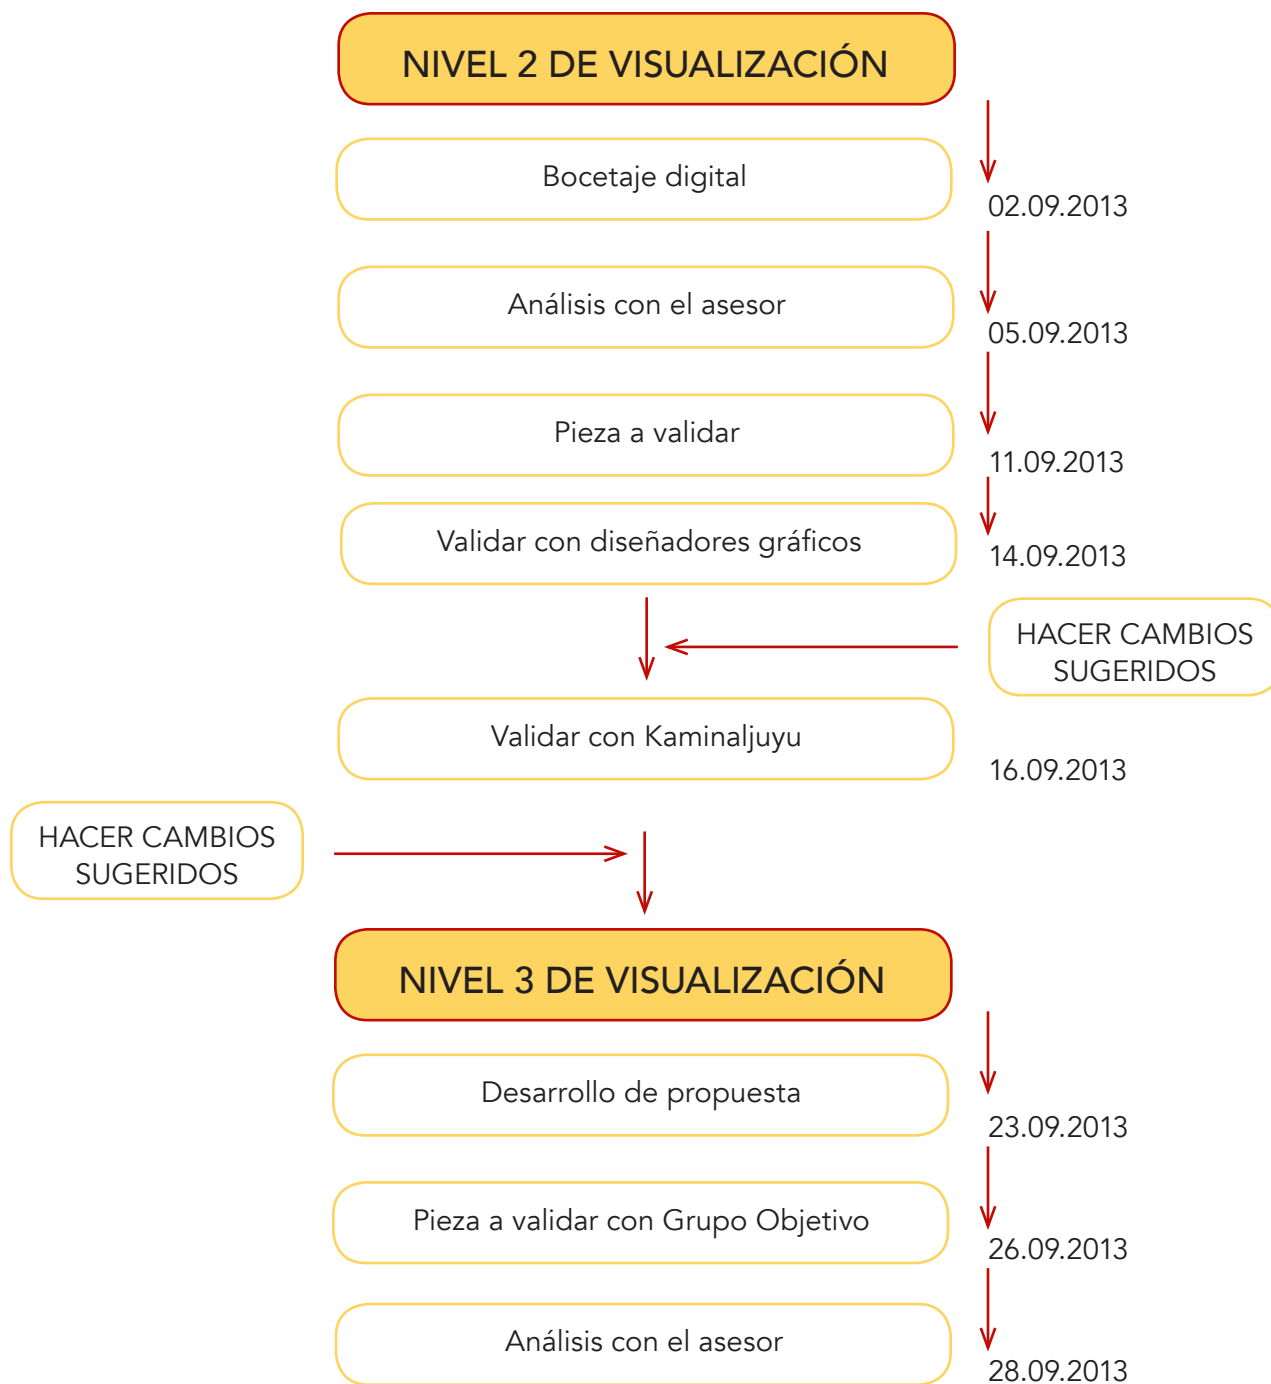 NIVEL 2 DE VISUALIZACIÓN
Bocetaje digital
02.09.2013
Análisis con el asesor
05.09.2013
Pieza a validar
11.09.2013
Validar con diseñadores gráficos
14.09.2013
HACER CAMBIOS
SUGERIDOS
Validar con Kaminaljuyu
16.09.2013
HACER CAMBIOS
SUGERIDOS
NIVEL 3 DE VISUALIZACIÓN
Desarrollo de propuesta
23.09.2013
Pieza a validar con Grupo Objetivo
26.09.2013
Análisis con el asesor
28.09.2013